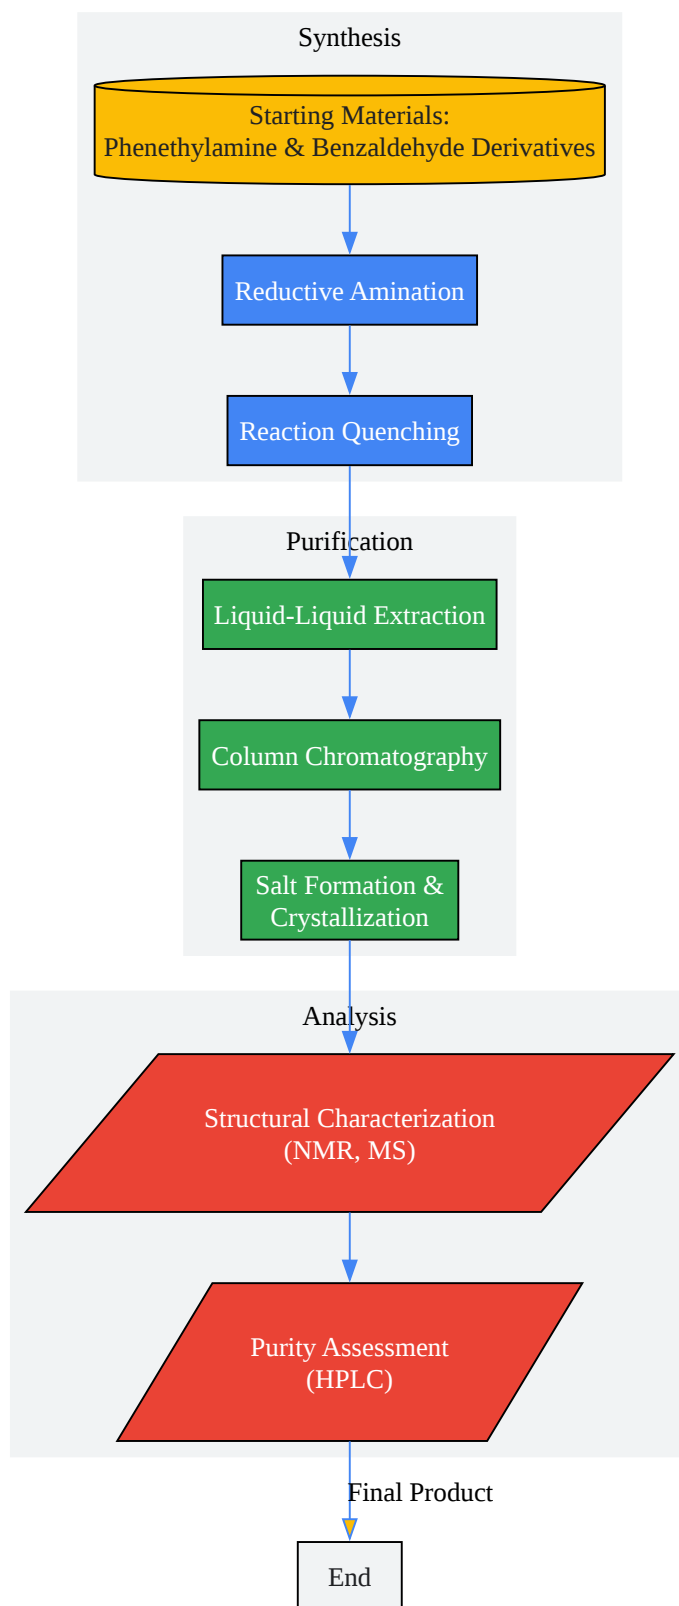 Synthesis
Starting Materials:
Phenethylamine & Benzaldehyde Derivatives
Reductive Amination
Reaction Quenching
Purification
Liquid-Liquid Extraction
Column Chromatography
Salt Formation &
Crystallization
Analysis
Structural Characterization
(NMR, MS)
Purity Assessment
(HPLC)
Final Product
End